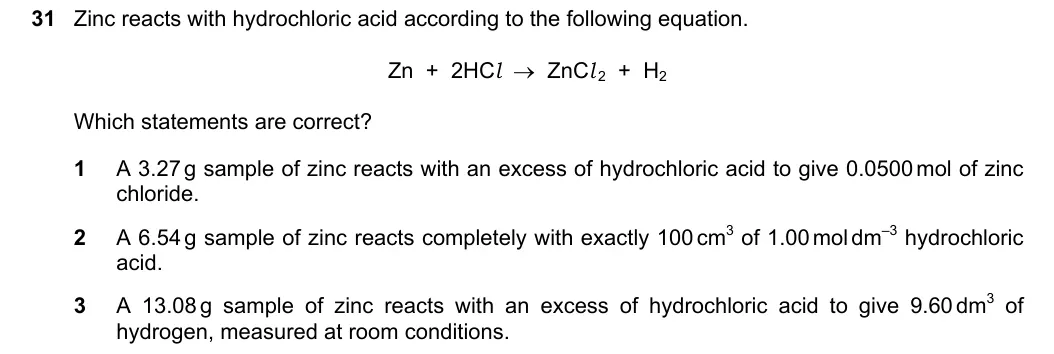 31 Zinc reacts with hydrochloric acid according to the following equation.
Zn + 2HCl → ZnCl₂ + H₂
Which statements are correct?
1 A 3.27 g sample of zinc reacts with an excess of hydrochloric acid to give 0.0500 mol of zinc
chloride.
2 A 6.54 g sample of zinc reacts completely with exactly 100 cm³ of 1.00 mol dm⁻³ hydrochloric
acid.
3 A 13.08 g sample of zinc reacts with an excess of hydrochloric acid to give 9.60 dm³ of
hydrogen, measured at room conditions.